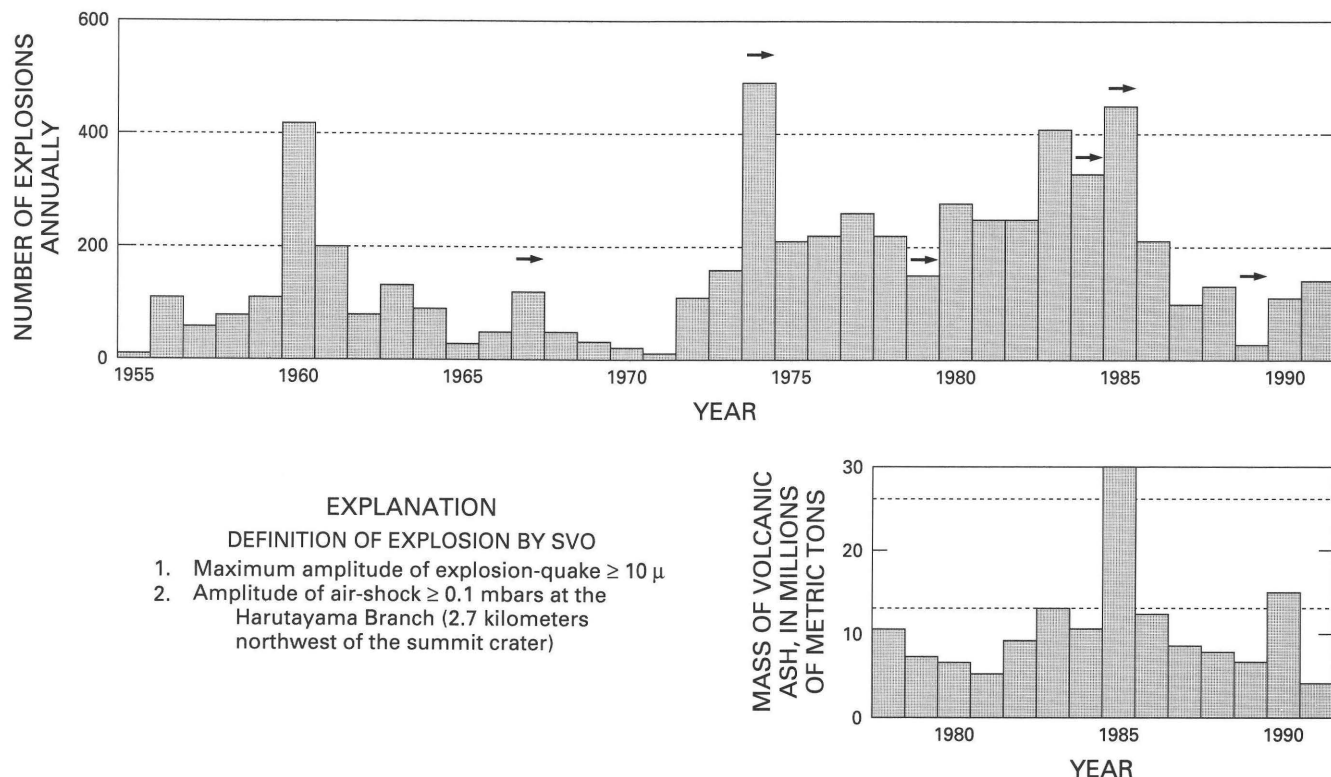 NUMBER OF EXPLOSIONS
ANNUALLY
600
400
200
0
1955
1960
1965
1970
1975
1980
1985
1990
YEAR
EXPLANATION
DEFINITION OF EXPLOSION BY SVO
1. Maximum amplitude of explosion-quake ≥ 10 μ
2. Amplitude of air-shock ≥ 0.1 mbars at the
Harutayama Branch (2.7 kilometers
northwest of the summit crater)
MASS OF VOLCANIC
ASH, IN MILLIONS
OF METRIC TONS
30
20
10
0
1980
1985
1990
YEAR